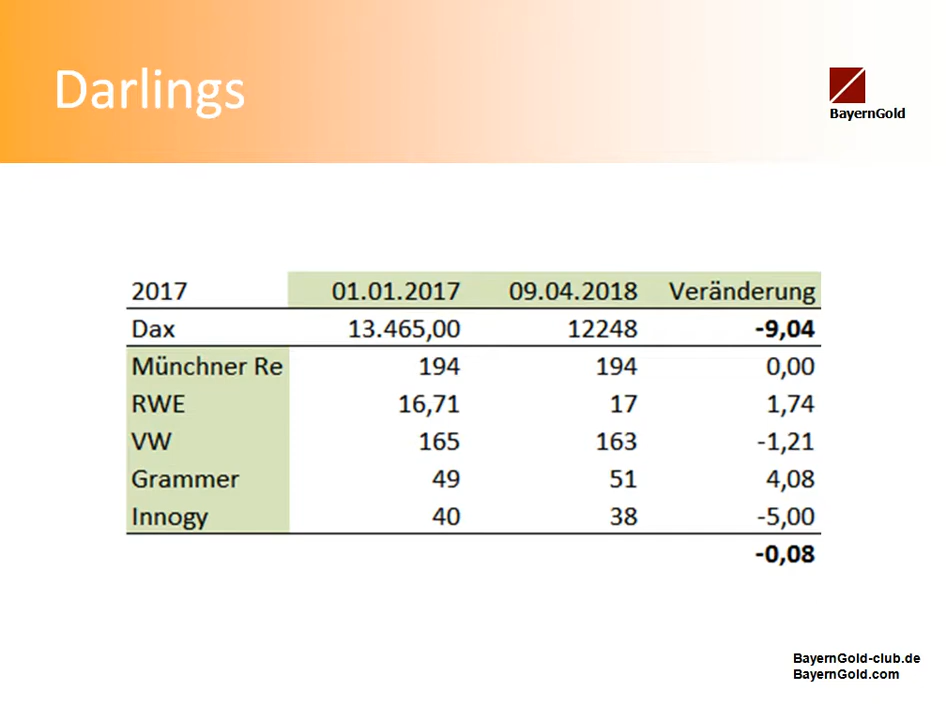 Darlings
BayernGold
2017 01.01.2017 09.04.2018 Veränderung
Dax 13.465,00 12248 -9,04
Münchner Re 194 194 0,00
RWE 16,71 17 1,74
VW 165 163 -1,21
Grammer 49 51 4,08
Innogy 40 38 -5,00
-0,08
BayernGold-club.de
BayernGold.com